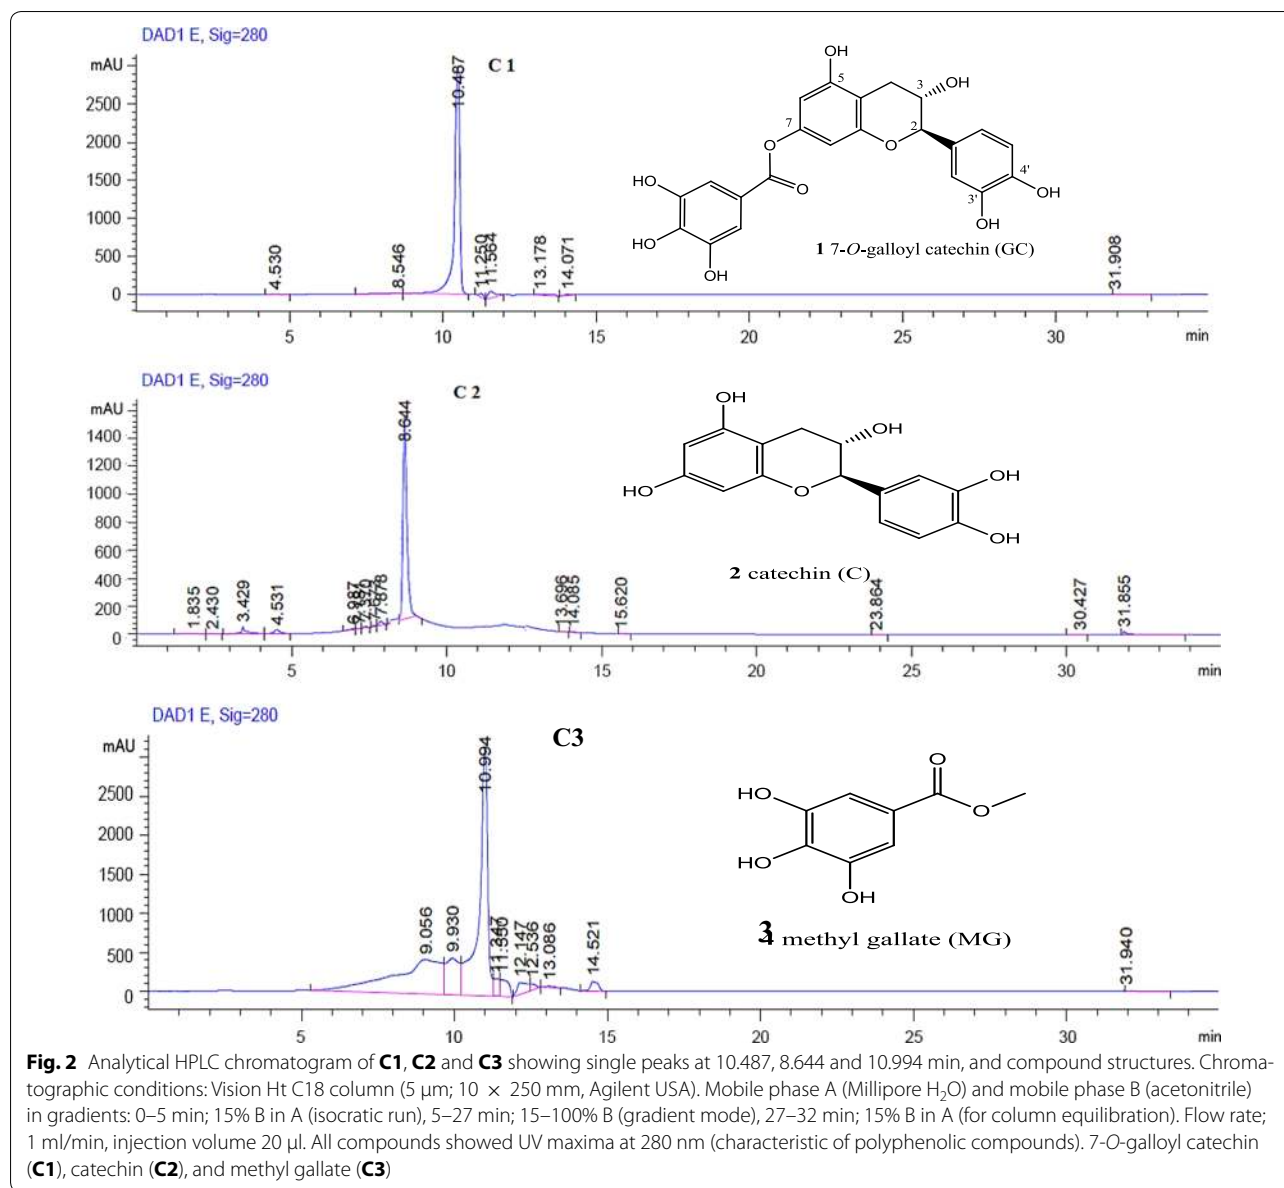 DAD1 E, Sig=280
mAU
C 1
2500
2000
1500
1000
500
0
4.530
8.546
10.487
11.250
11.564
13.178
14.071
31.908
5
10
15
20
25
30
min
OH
5
3
OH
7
2
O
O
O
4'
OH
3'
OH
HO
HO
OH
1 7-O-galloyl catechin (GC)
DAD1 E, Sig=280
mAU
C 2
1400
1200
1000
800
600
400
200
0
1.835
2.430
3.429
4.531
6.987
7.878
8.644
13.696
14.085
15.620
23.864
30.427
31.855
5
10
15
20
25
30
min
OH
OH
HO
O
OH
OH
2 catechin (C)
DAD1 E, Sig=280
mAU
C3
2500
2000
1500
1000
500
0
9.056
9.930
10.994
11.347
12.147
12.536
13.086
14.521
31.940
5
10
15
20
25
30
min
O
O
HO
HO
OH
3 methyl gallate (MG)
Fig. 2 Analytical HPLC chromatogram of C1, C2 and C3 showing single peaks at 10.487, 8.644 and 10.994 min, and compound structures. Chroma-
tographic conditions: Vision Ht C18 column (5 μm; 10 × 250 mm, Agilent USA). Mobile phase A (Millipore H₂O) and mobile phase B (acetonitrile)
in gradients: 0–5 min; 15% B in A (isocratic run), 5–27 min; 15–100% B (gradient mode), 27–32 min; 15% B in A (for column equilibration). Flow rate;
1 ml/min, injection volume 20 μl. All compounds showed UV maxima at 280 nm (characteristic of polyphenolic compounds). 7-O-galloyl catechin
(C1), catechin (C2), and methyl gallate (C3)